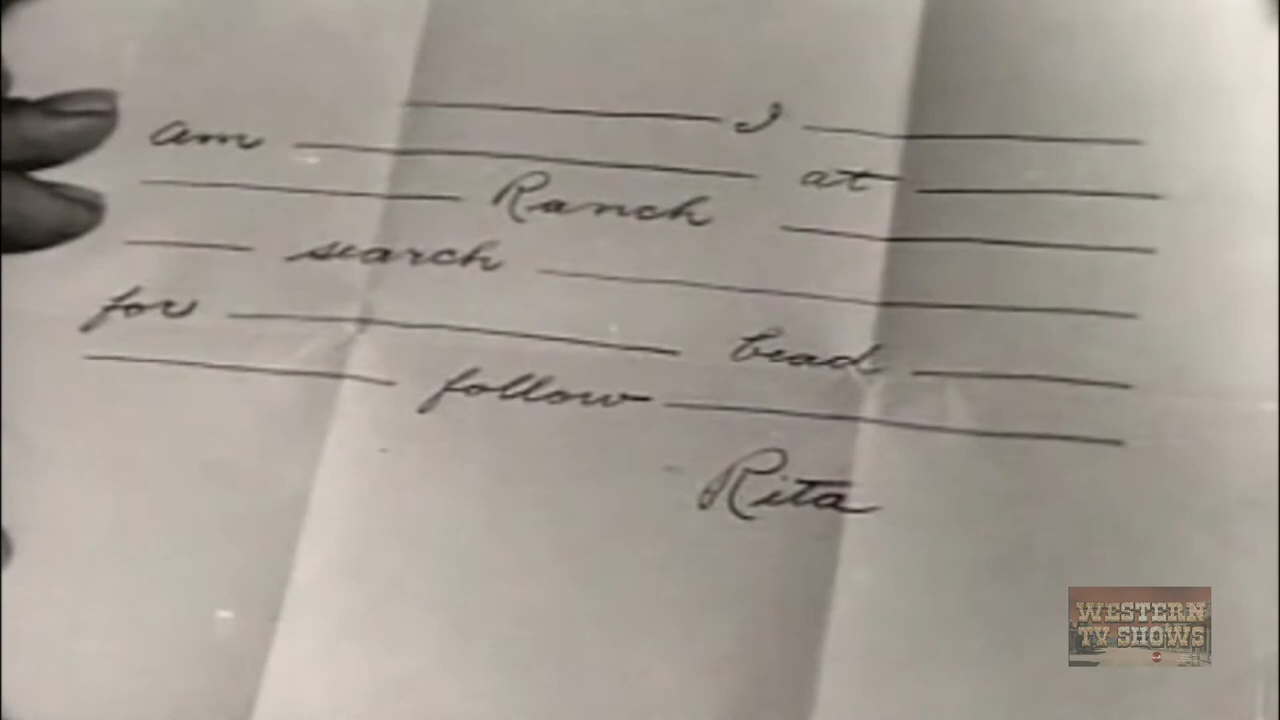 I
am at
Ranch
search
for bead
follow
Rita
WESTERN
TV SHOWS